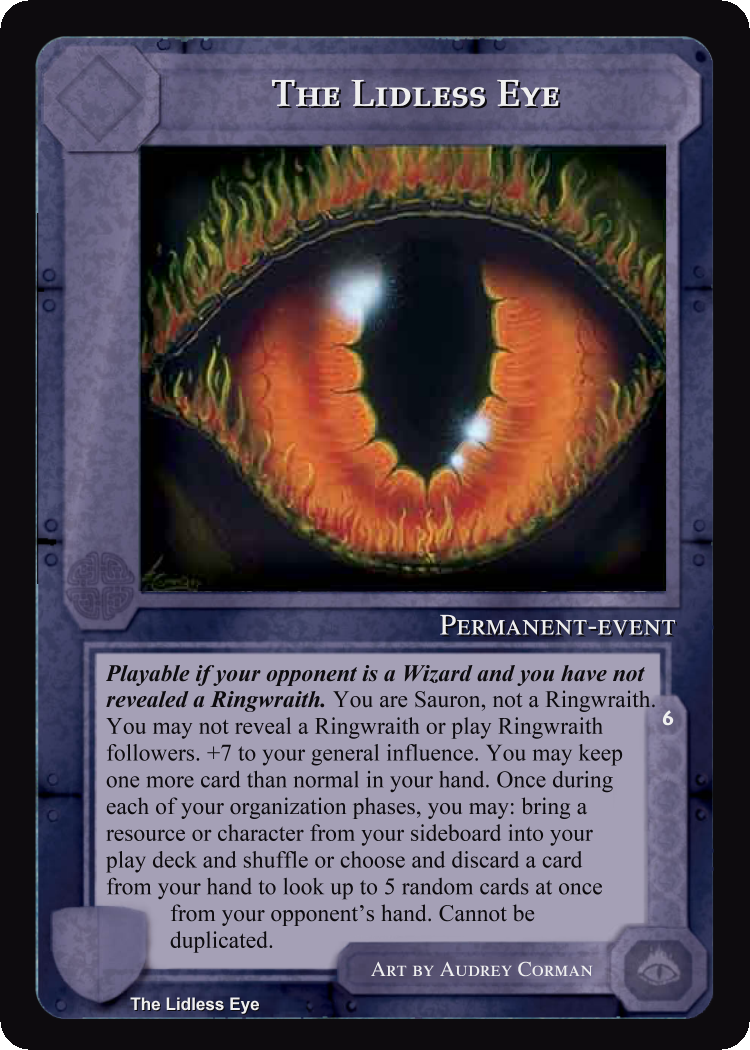 The Lidless Eye
Permanent-event
Playable if your opponent is a Wizard and you have not
revealed a Ringwraith. You are Sauron, not a Ringwraith.
You may not reveal a Ringwraith or play Ringwraith
followers. +7 to your general influence. You may keep
one more card than normal in your hand. Once during
each of your organization phases, you may: bring a
resource or character from your sideboard into your
play deck and shuffle or choose and discard a card
from your hand to look up to 5 random cards at once
from your opponent’s hand. Cannot be
duplicated.
6
Art by Audrey Corman
The Lidless Eye